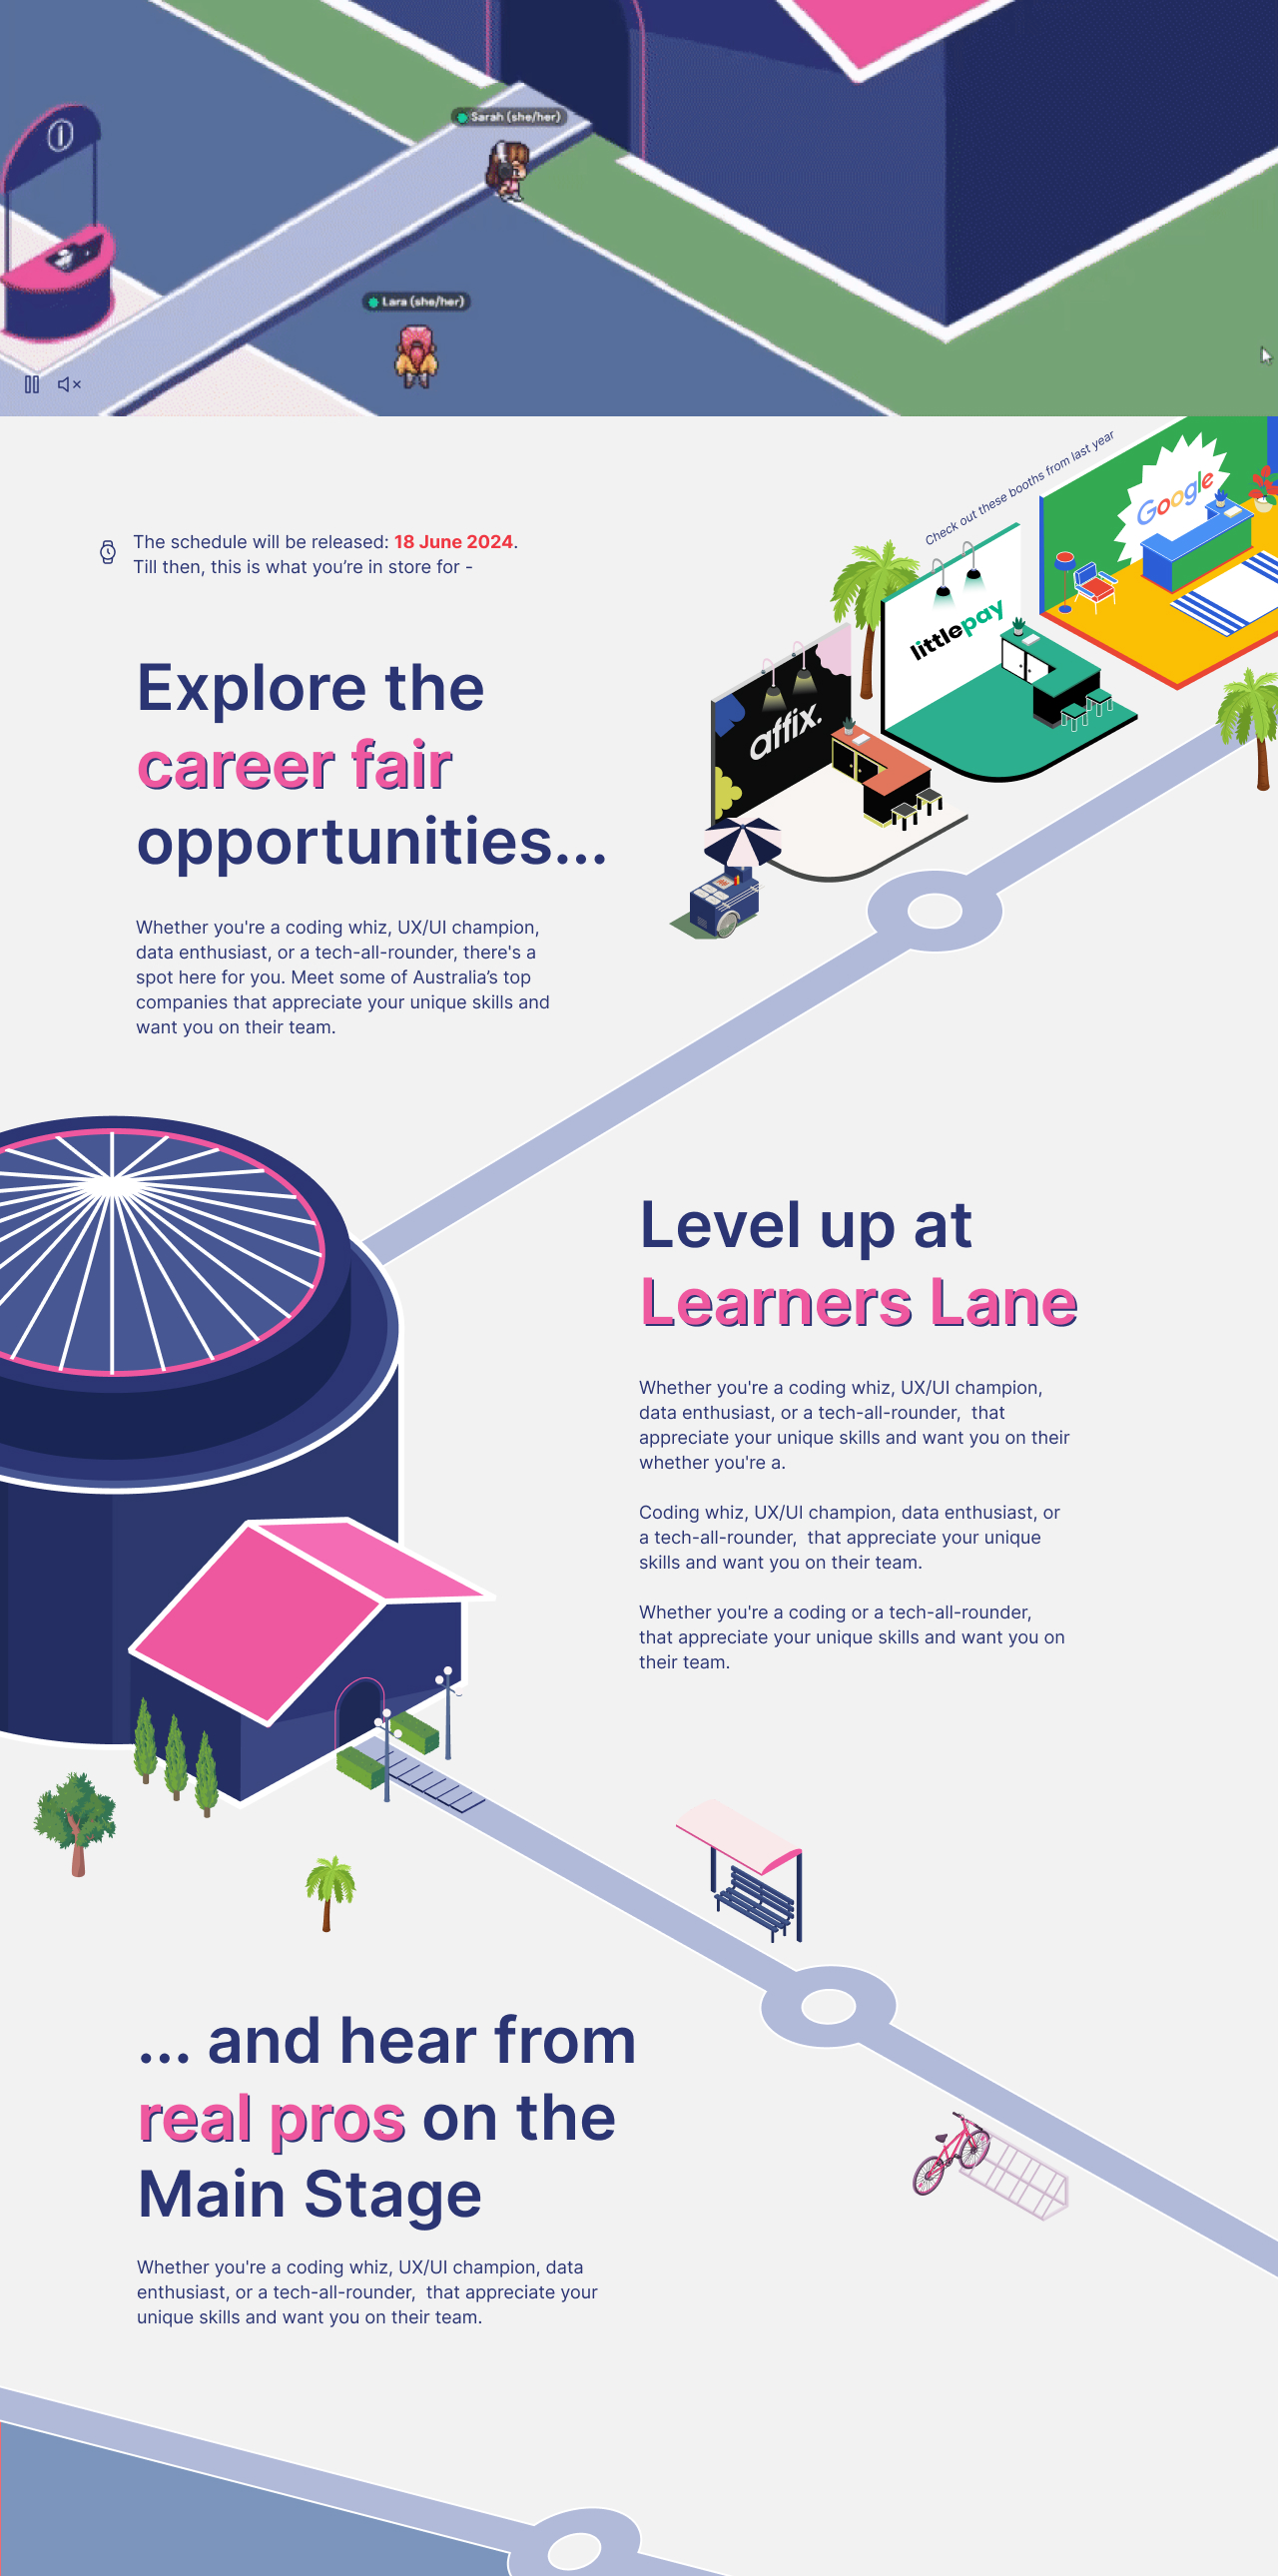 Sarah (she/her)
Lara (she/her)
Check out these booths from last year
Google
The schedule will be released: 18 June 2024.
Till then, this is what you’re in store for -
littlepay
affix.
Explore the
career fair
opportunities...
Whether you're a coding whiz, UX/UI champion,
data enthusiast, or a tech-all-rounder, there's a
spot here for you. Meet some of Australia’s top
companies that appreciate your unique skills and
want you on their team.
Level up at
Learners Lane
Whether you're a coding whiz, UX/UI champion,
data enthusiast, or a tech-all-rounder,  that
appreciate your unique skills and want you on their
whether you're a.
Coding whiz, UX/UI champion, data enthusiast, or
a tech-all-rounder,  that appreciate your unique
skills and want you on their team.
Whether you're a coding or a tech-all-rounder,
that appreciate your unique skills and want you on
their team.
... and hear from
real pros on the
Main Stage
Whether you're a coding whiz, UX/UI champion, data
enthusiast, or a tech-all-rounder,  that appreciate your
unique skills and want you on their team.